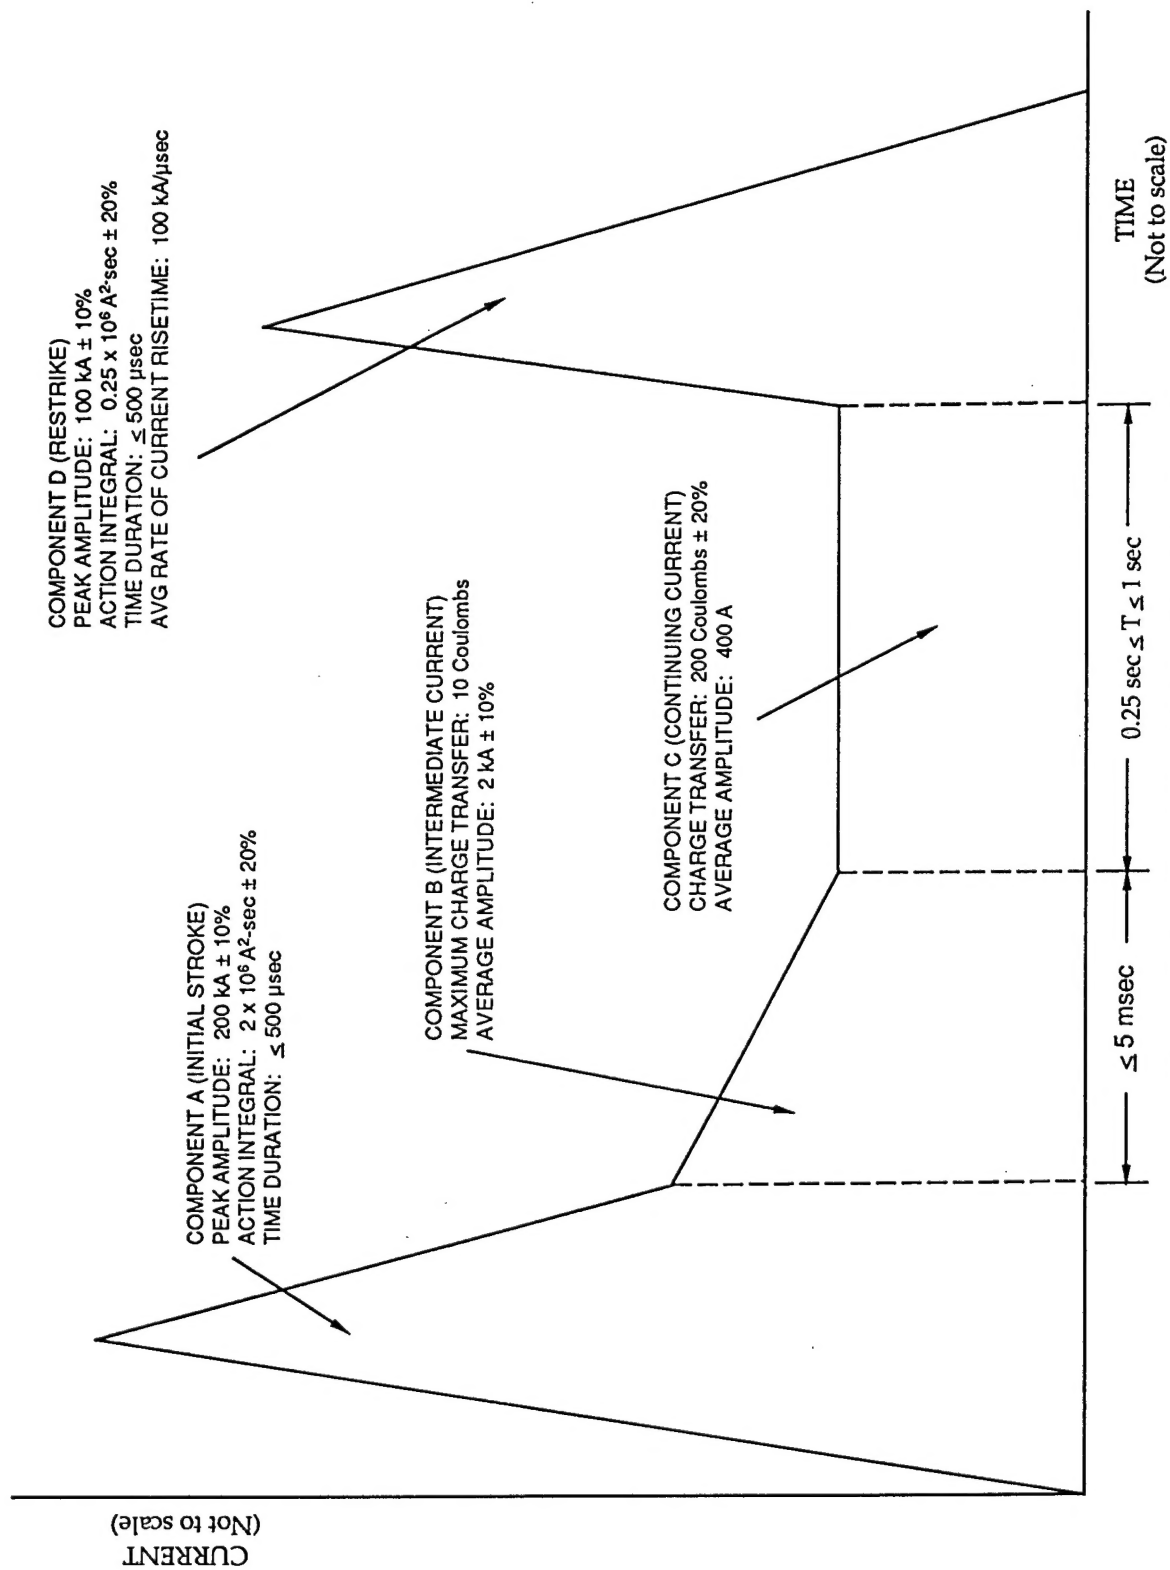 CURRENT
(Not to scale)
COMPONENT A (INITIAL STROKE)
PEAK AMPLITUDE: 200 kA ± 10%
ACTION INTEGRAL: 2 x 10⁶ A²-sec ± 20%
TIME DURATION: ≤ 500 μsec
COMPONENT B (INTERMEDIATE CURRENT)
MAXIMUM CHARGE TRANSFER: 10 Coulombs
AVERAGE AMPLITUDE: 2 kA ± 10%
COMPONENT C (CONTINUING CURRENT)
CHARGE TRANSFER: 200 Coulombs ± 20%
AVERAGE AMPLITUDE: 400 A
COMPONENT D (RESTRIKE)
PEAK AMPLITUDE: 100 kA ± 10%
ACTION INTEGRAL: 0.25 x 10⁶ A²-sec ± 20%
TIME DURATION: ≤ 500 μsec
AVG RATE OF CURRENT RISETIME: 100 kA/μsec
≤ 5 msec
0.25 sec ≤ T ≤ 1 sec
TIME
(Not to scale)